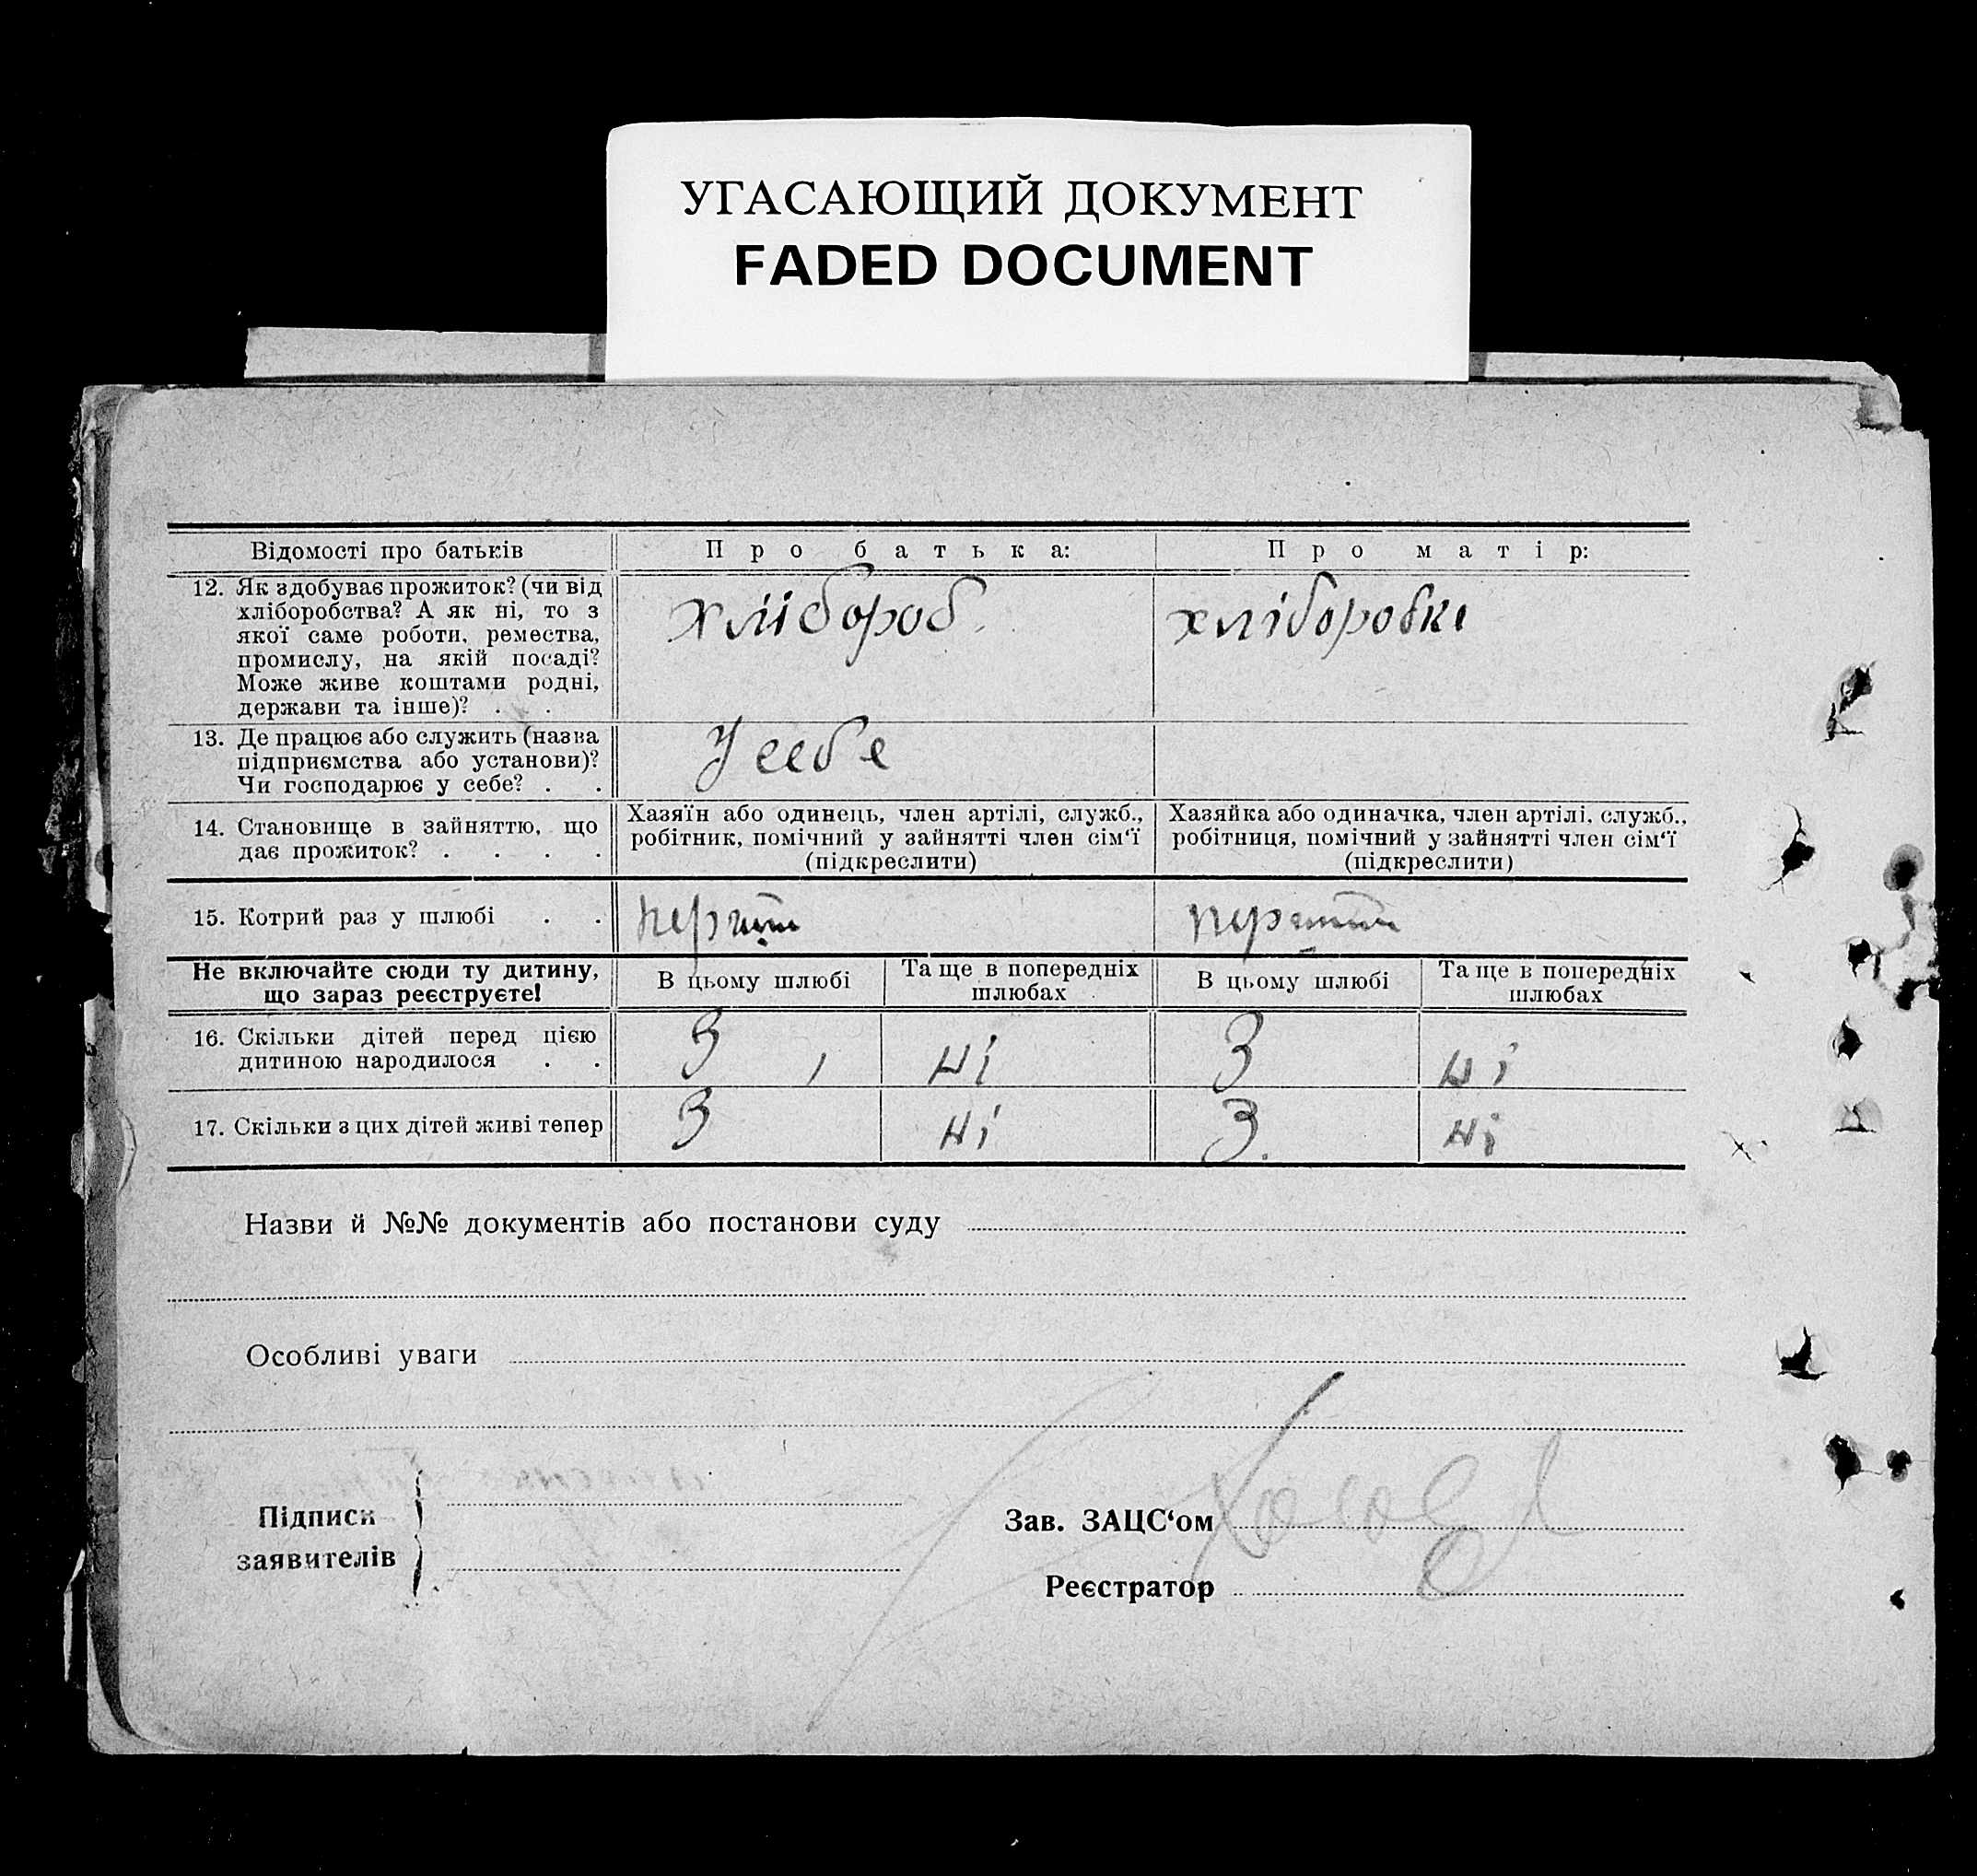 УГАСАЮЩИЙ ДОКУМЕНТ
FADED DOCUMENT
Відомості про батьків
Про батька:
Про матір:
12. Як здобуває прожиток? (чи від
хліборобства? А як ні, то з
якої саме роботи, ремества,
промислу, на якій посаді?
Може живе коштами родні,
держави та інше)? . .
хлібороб.
хліборобка
13. Де працює або служить (назва
підприємства або установи)?
Чи господарює у себе? . .
У себе
14. Становище в зайняттю, що
дає прожиток? . . . .
Хазяїн або одинець, член артілі, служб.,
робітник, помічний у зайнятті член сім‘ї
(підкреслити)
Хазяйка або одиначка, член артілі, служб.,
робітниця, помічний у зайнятті член сім‘ї
(підкреслити)
15. Котрий раз у шлюбі . .
Не включайте сюди ту дитину,
що зараз реєструєте!
В цьому шлюбі
Та ще в попередніх
шлюбах
В цьому шлюбі
Та ще в попередніх
шлюбах
16. Скільки дітей перед цією
дитиною народилося . .
3
ні
3
ні
17. Скільки з цих дітей живі тепер
3
ні
3.
ні
Назви й №№ документів або постанови суду
Особливі уваги
Підписи
заявителів
Зав. ЗАЦС‘ом
Реєстратор